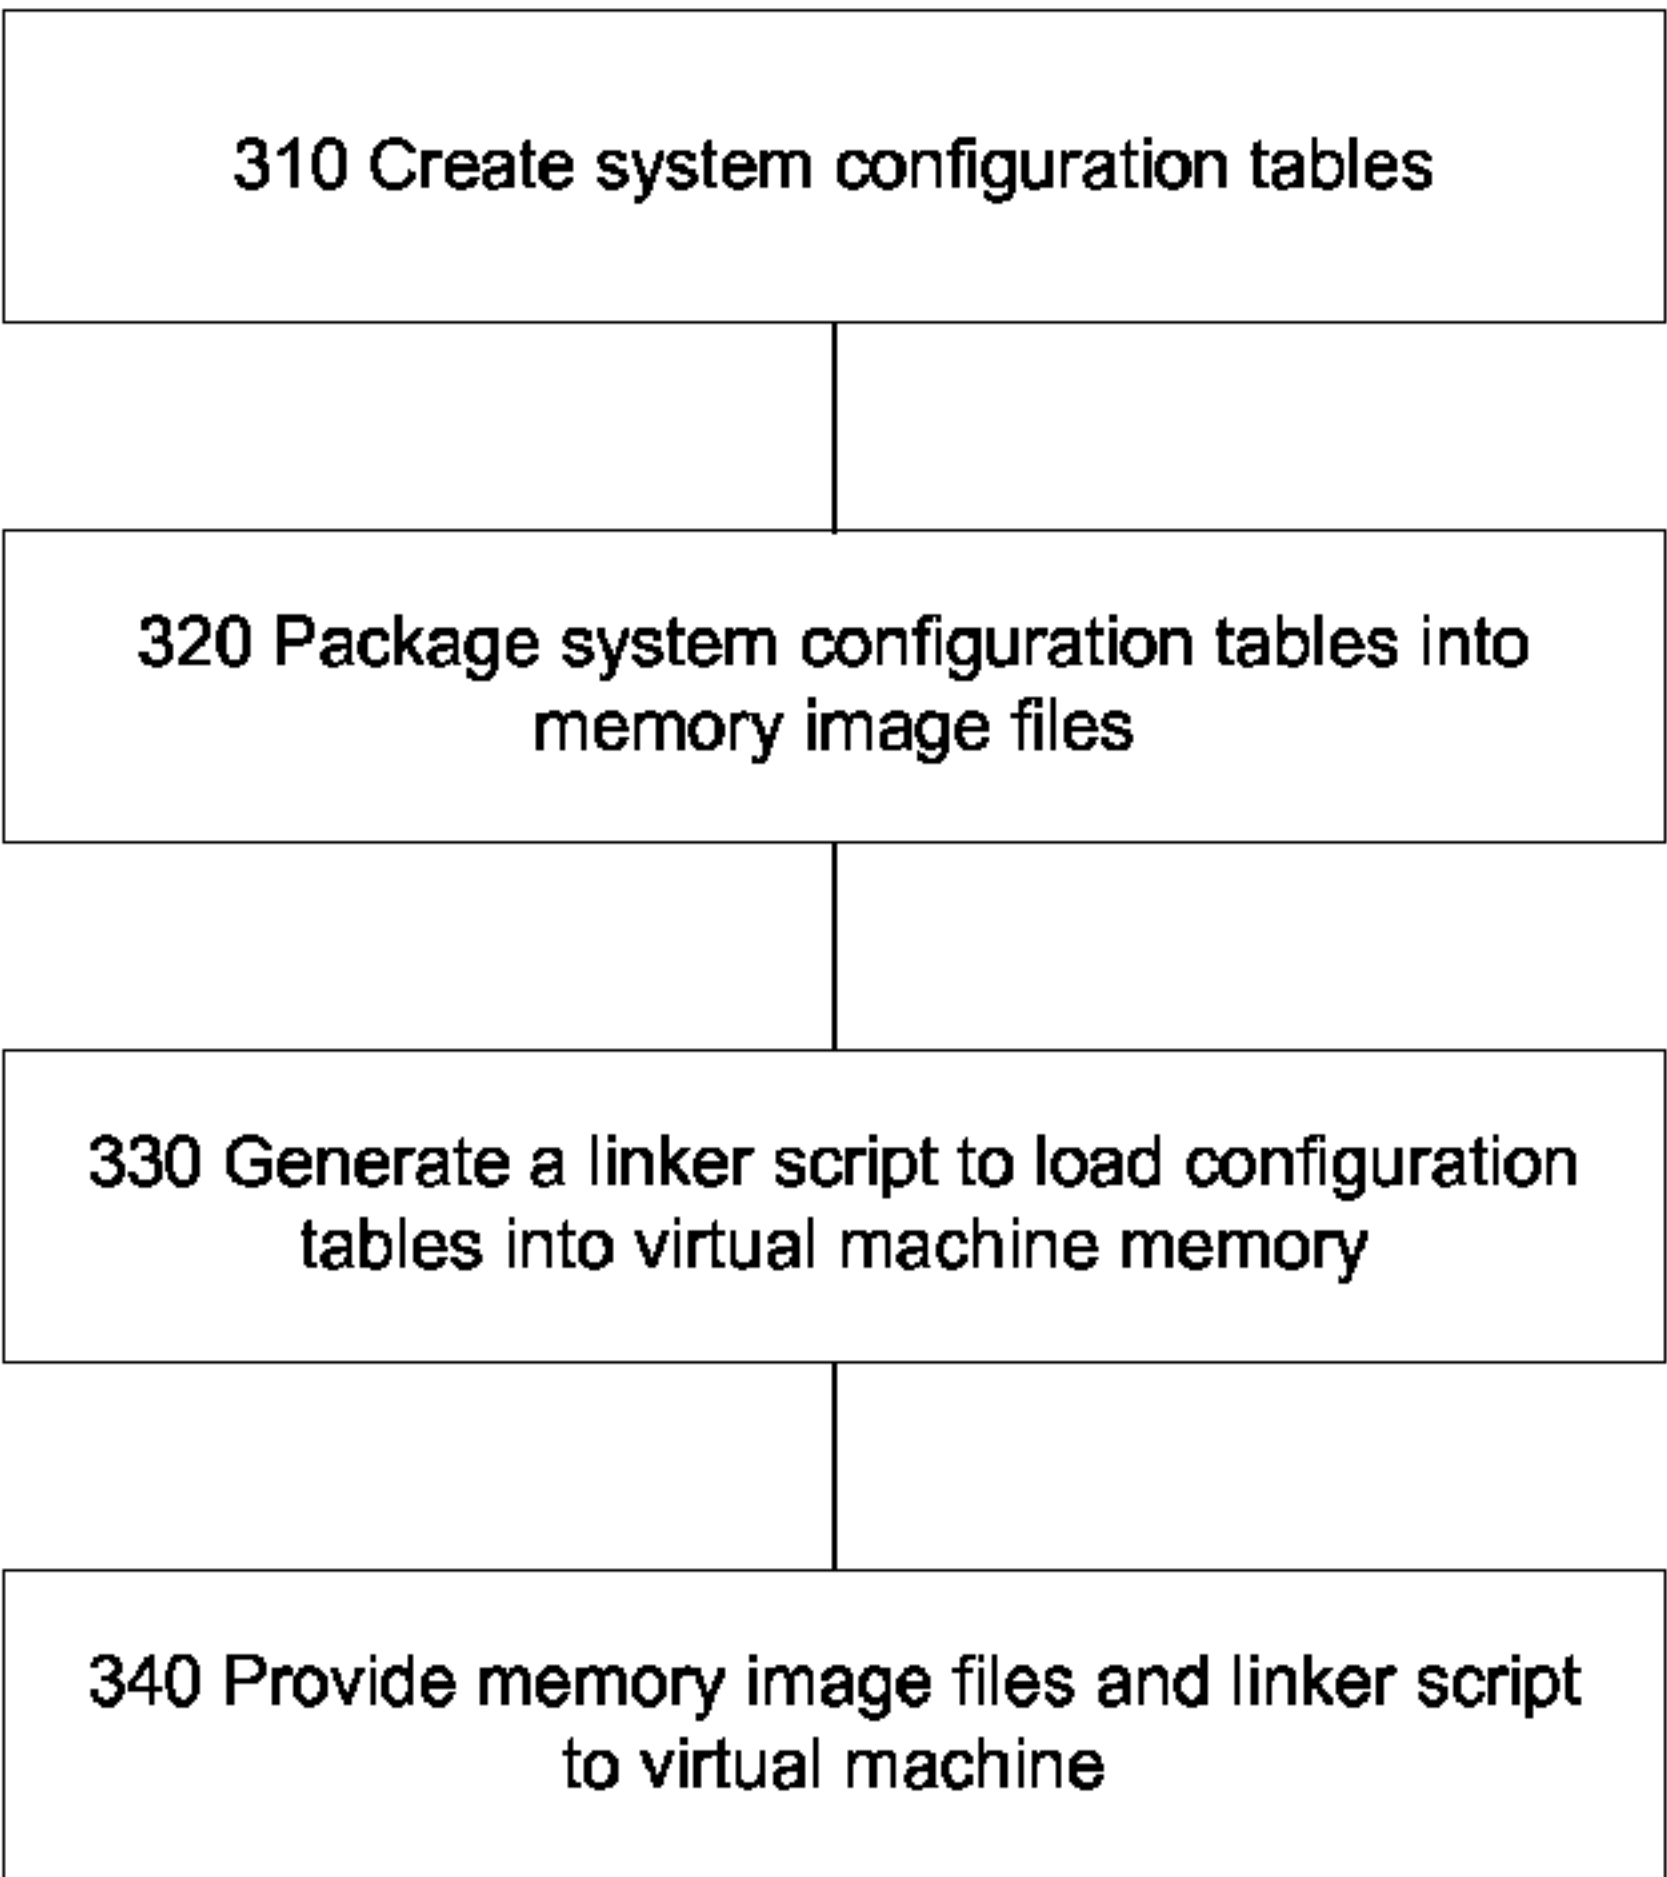 310 Create system configuration tables
320 Package system configuration tables into
memory image files
330 Generate a linker script to load configuration
tables into virtual machine memory
340 Provide memory image files and linker script
to virtual machine